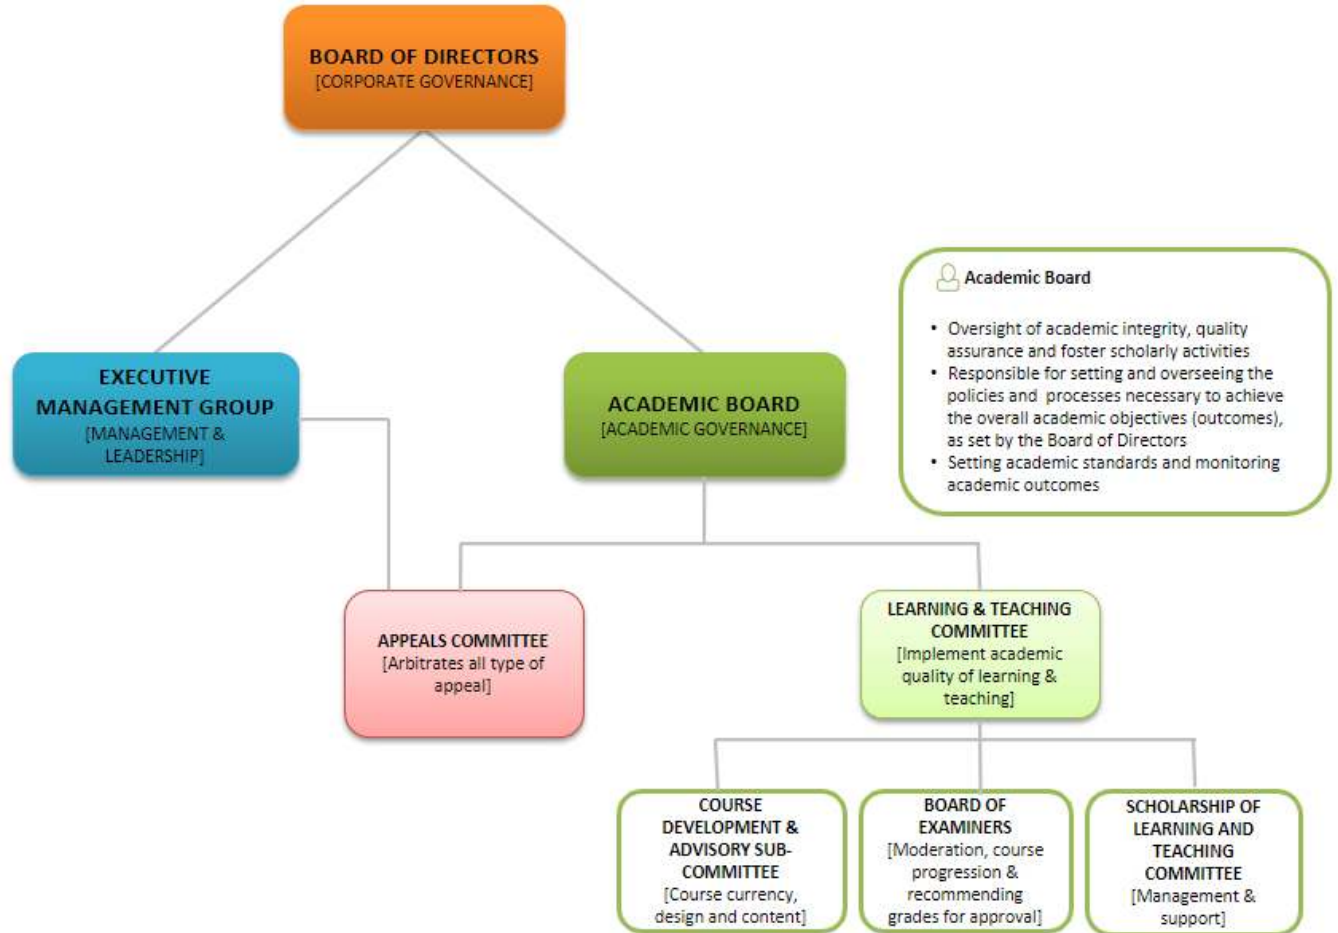 BOARD OF DIRECTORS
[CORPORATE GOVERNANCE]
EXECUTIVE
MANAGEMENT GROUP
[MANAGEMENT &
LEADERSHIP]
ACADEMIC BOARD
[ACADEMIC GOVERNANCE]
Academic Board
• Oversight of academic integrity, quality
assurance and foster scholarly activities
• Responsible for setting and overseeing the
policies and processes necessary to achieve
the overall academic objectives (outcomes),
as set by the Board of Directors
• Setting academic standards and monitoring
academic outcomes
APPEALS COMMITTEE
[Arbitrates all type of
appeal]
LEARNING & TEACHING
COMMITTEE
[Implement academic
quality of learning &
teaching]
COURSE
DEVELOPMENT &
ADVISORY SUB-
COMMITTEE
[Course currency,
design and content]
BOARD OF
EXAMINERS
[Moderation, course
progression &
recommending
grades for approval]
SCHOLARSHIP OF
LEARNING AND
TEACHING
COMMITTEE
[Management &
support]